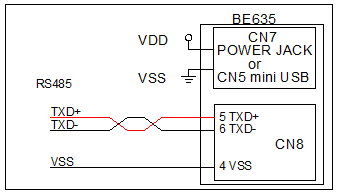 BE635
CN7
VDD
POWER JACK
or
VSS
CN5 mini USB
RS485
TXD+
5 TXD+
TXD-
6 TXD-
CN8
VSS
4 VSS